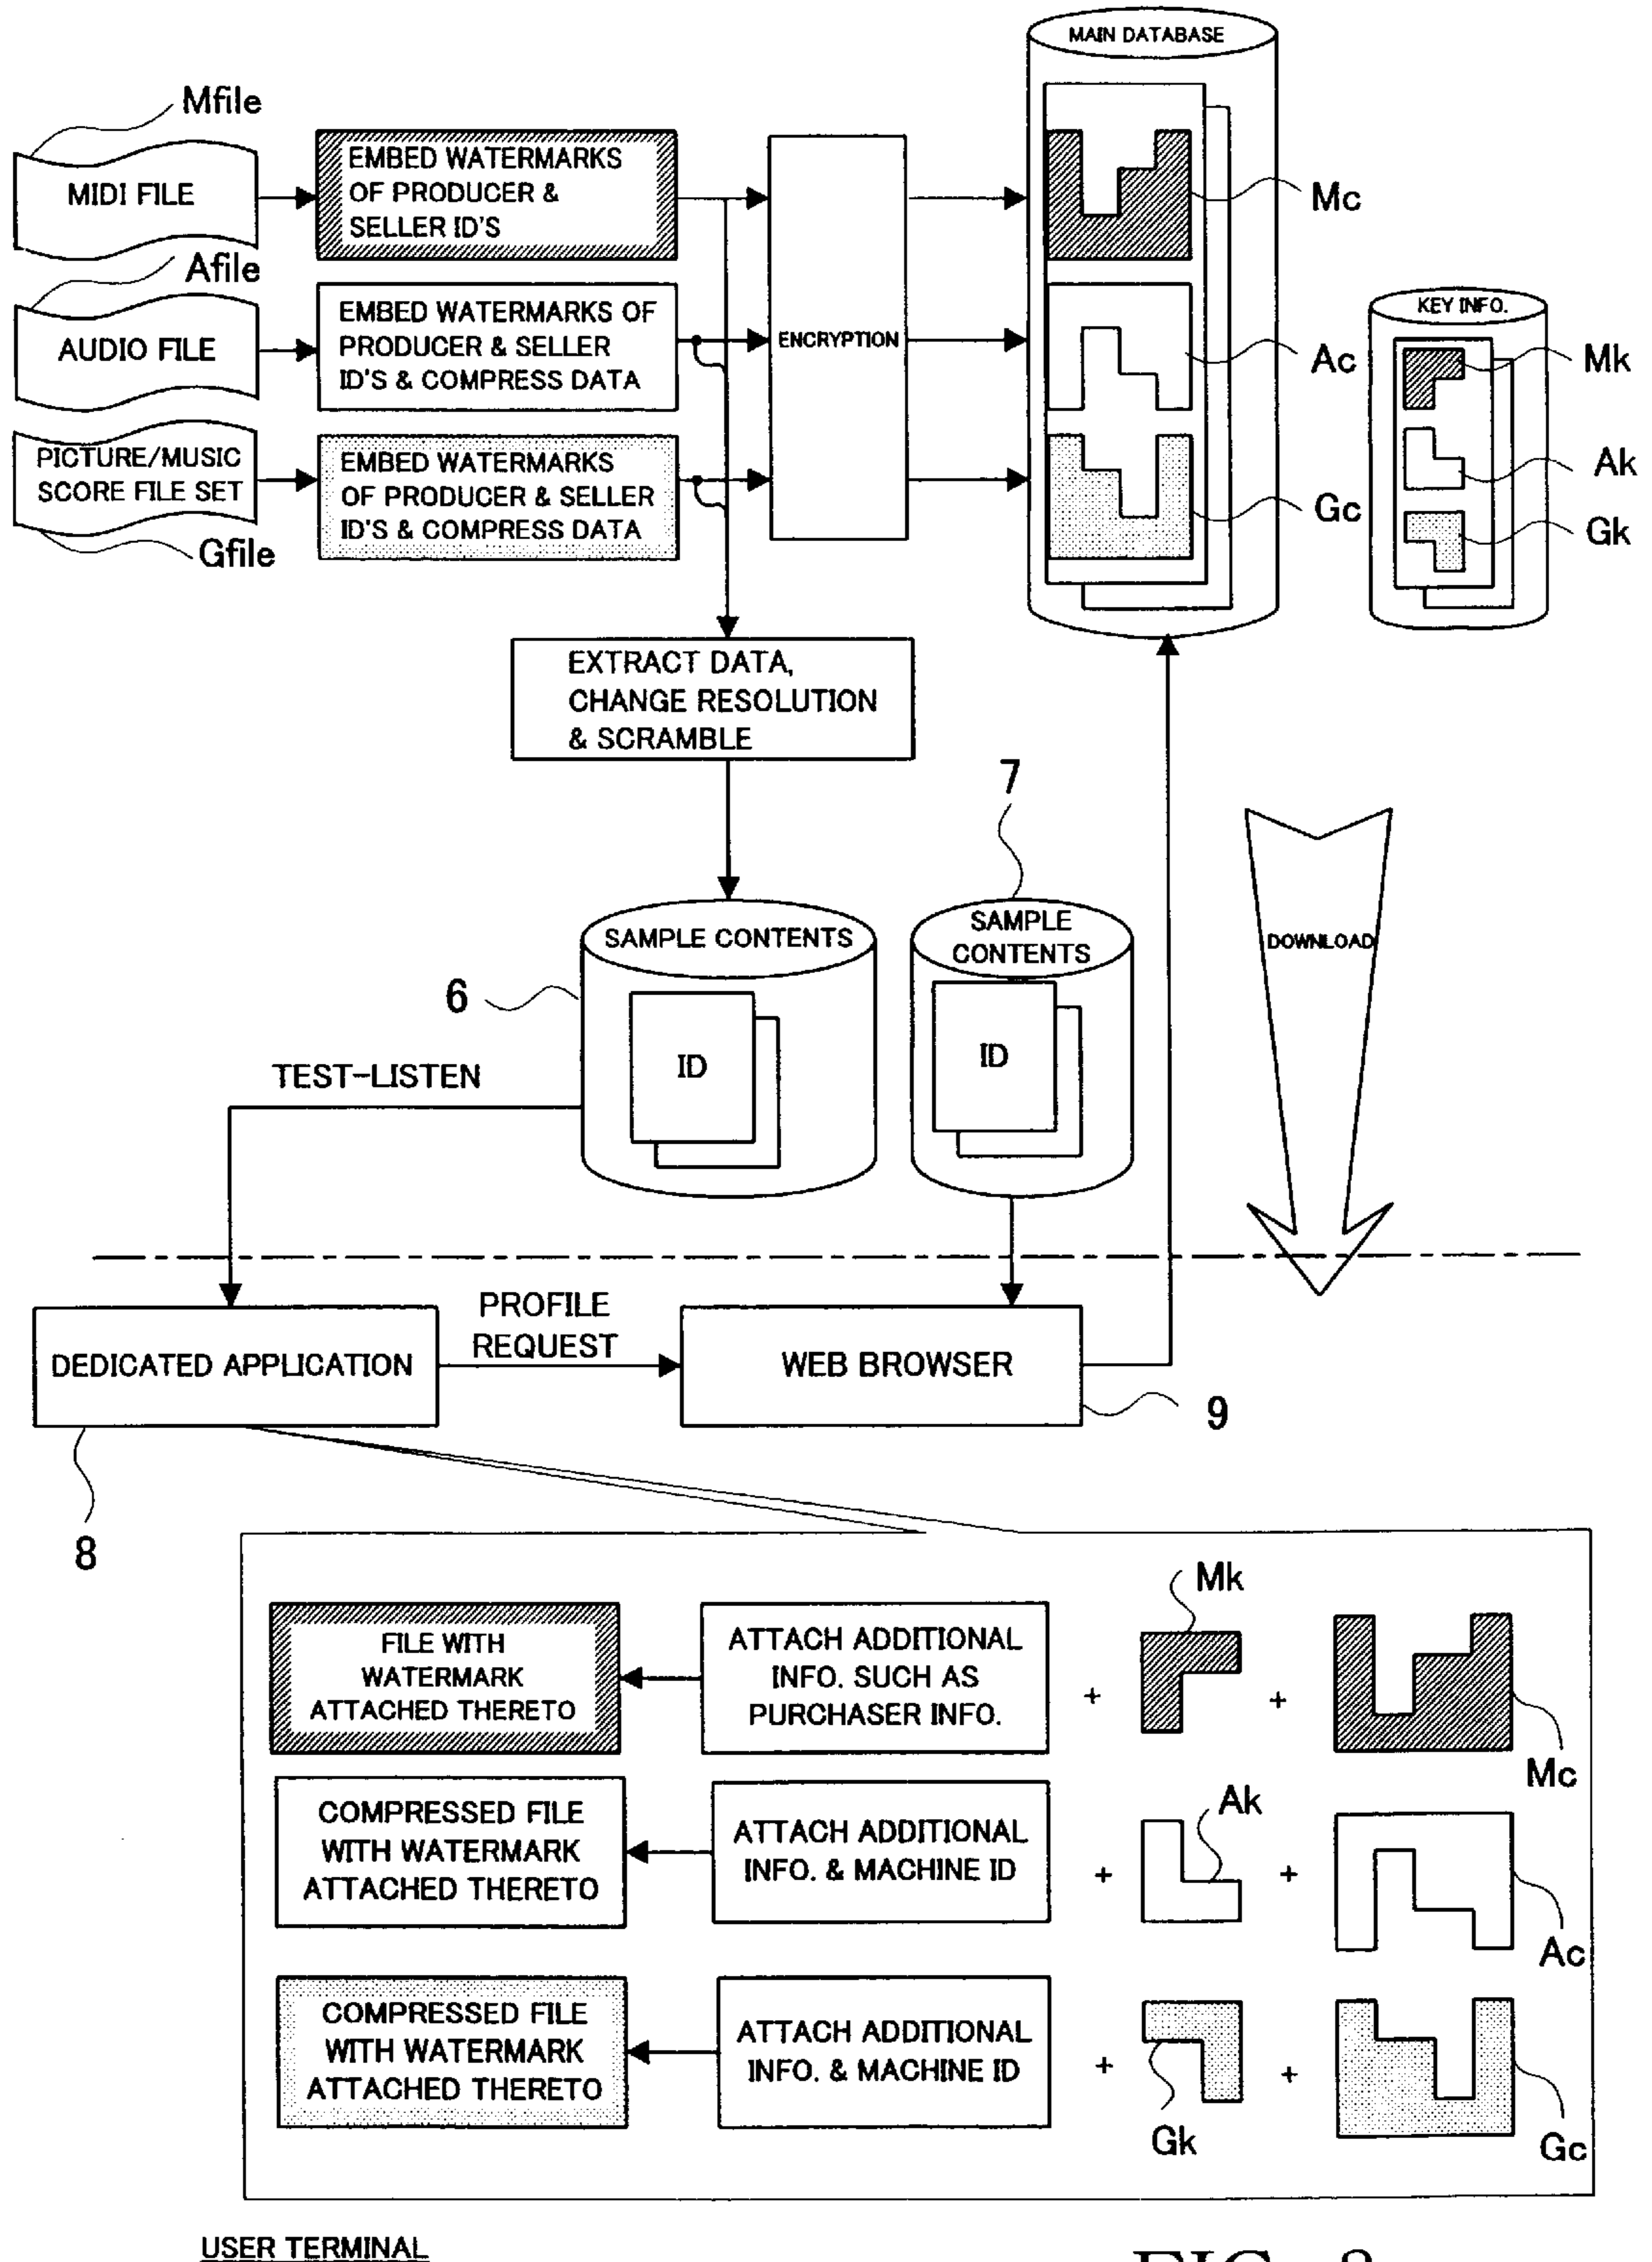 MAIN DATABASE
Mfile
MIDI FILE
EMBED WATERMARKS
OF PRODUCER &
SELLER ID'S
Mc
Afile
AUDIO FILE
EMBED WATERMARKS OF
PRODUCER & SELLER
ID'S & COMPRESS DATA
ENCRYPTION
Ac
KEY INFO.
Mk
Ak
Gk
PICTURE/MUSIC
SCORE FILE SET
EMBED WATERMARKS
OF PRODUCER & SELLER
ID'S & COMPRESS DATA
Gc
Gfile
EXTRACT DATA,
CHANGE RESOLUTION
& SCRAMBLE
7
SAMPLE CONTENTS
SAMPLE
CONTENTS
DOWNLOAD
6
ID
ID
TEST-LISTEN
DEDICATED APPLICATION
PROFILE
REQUEST
WEB BROWSER
9
8
Mk
FILE WITH
WATERMARK
ATTACHED THERETO
ATTACH ADDITIONAL
INFO. SUCH AS
PURCHASER INFO.
+
+
Mc
COMPRESSED FILE
WITH WATERMARK
ATTACHED THERETO
ATTACH ADDITIONAL
INFO. & MACHINE ID
+
Ak
+
Ac
COMPRESSED FILE
WITH WATERMARK
ATTACHED THERETO
ATTACH ADDITIONAL
INFO. & MACHINE ID
+
Gk
+
Gc
USER TERMINAL